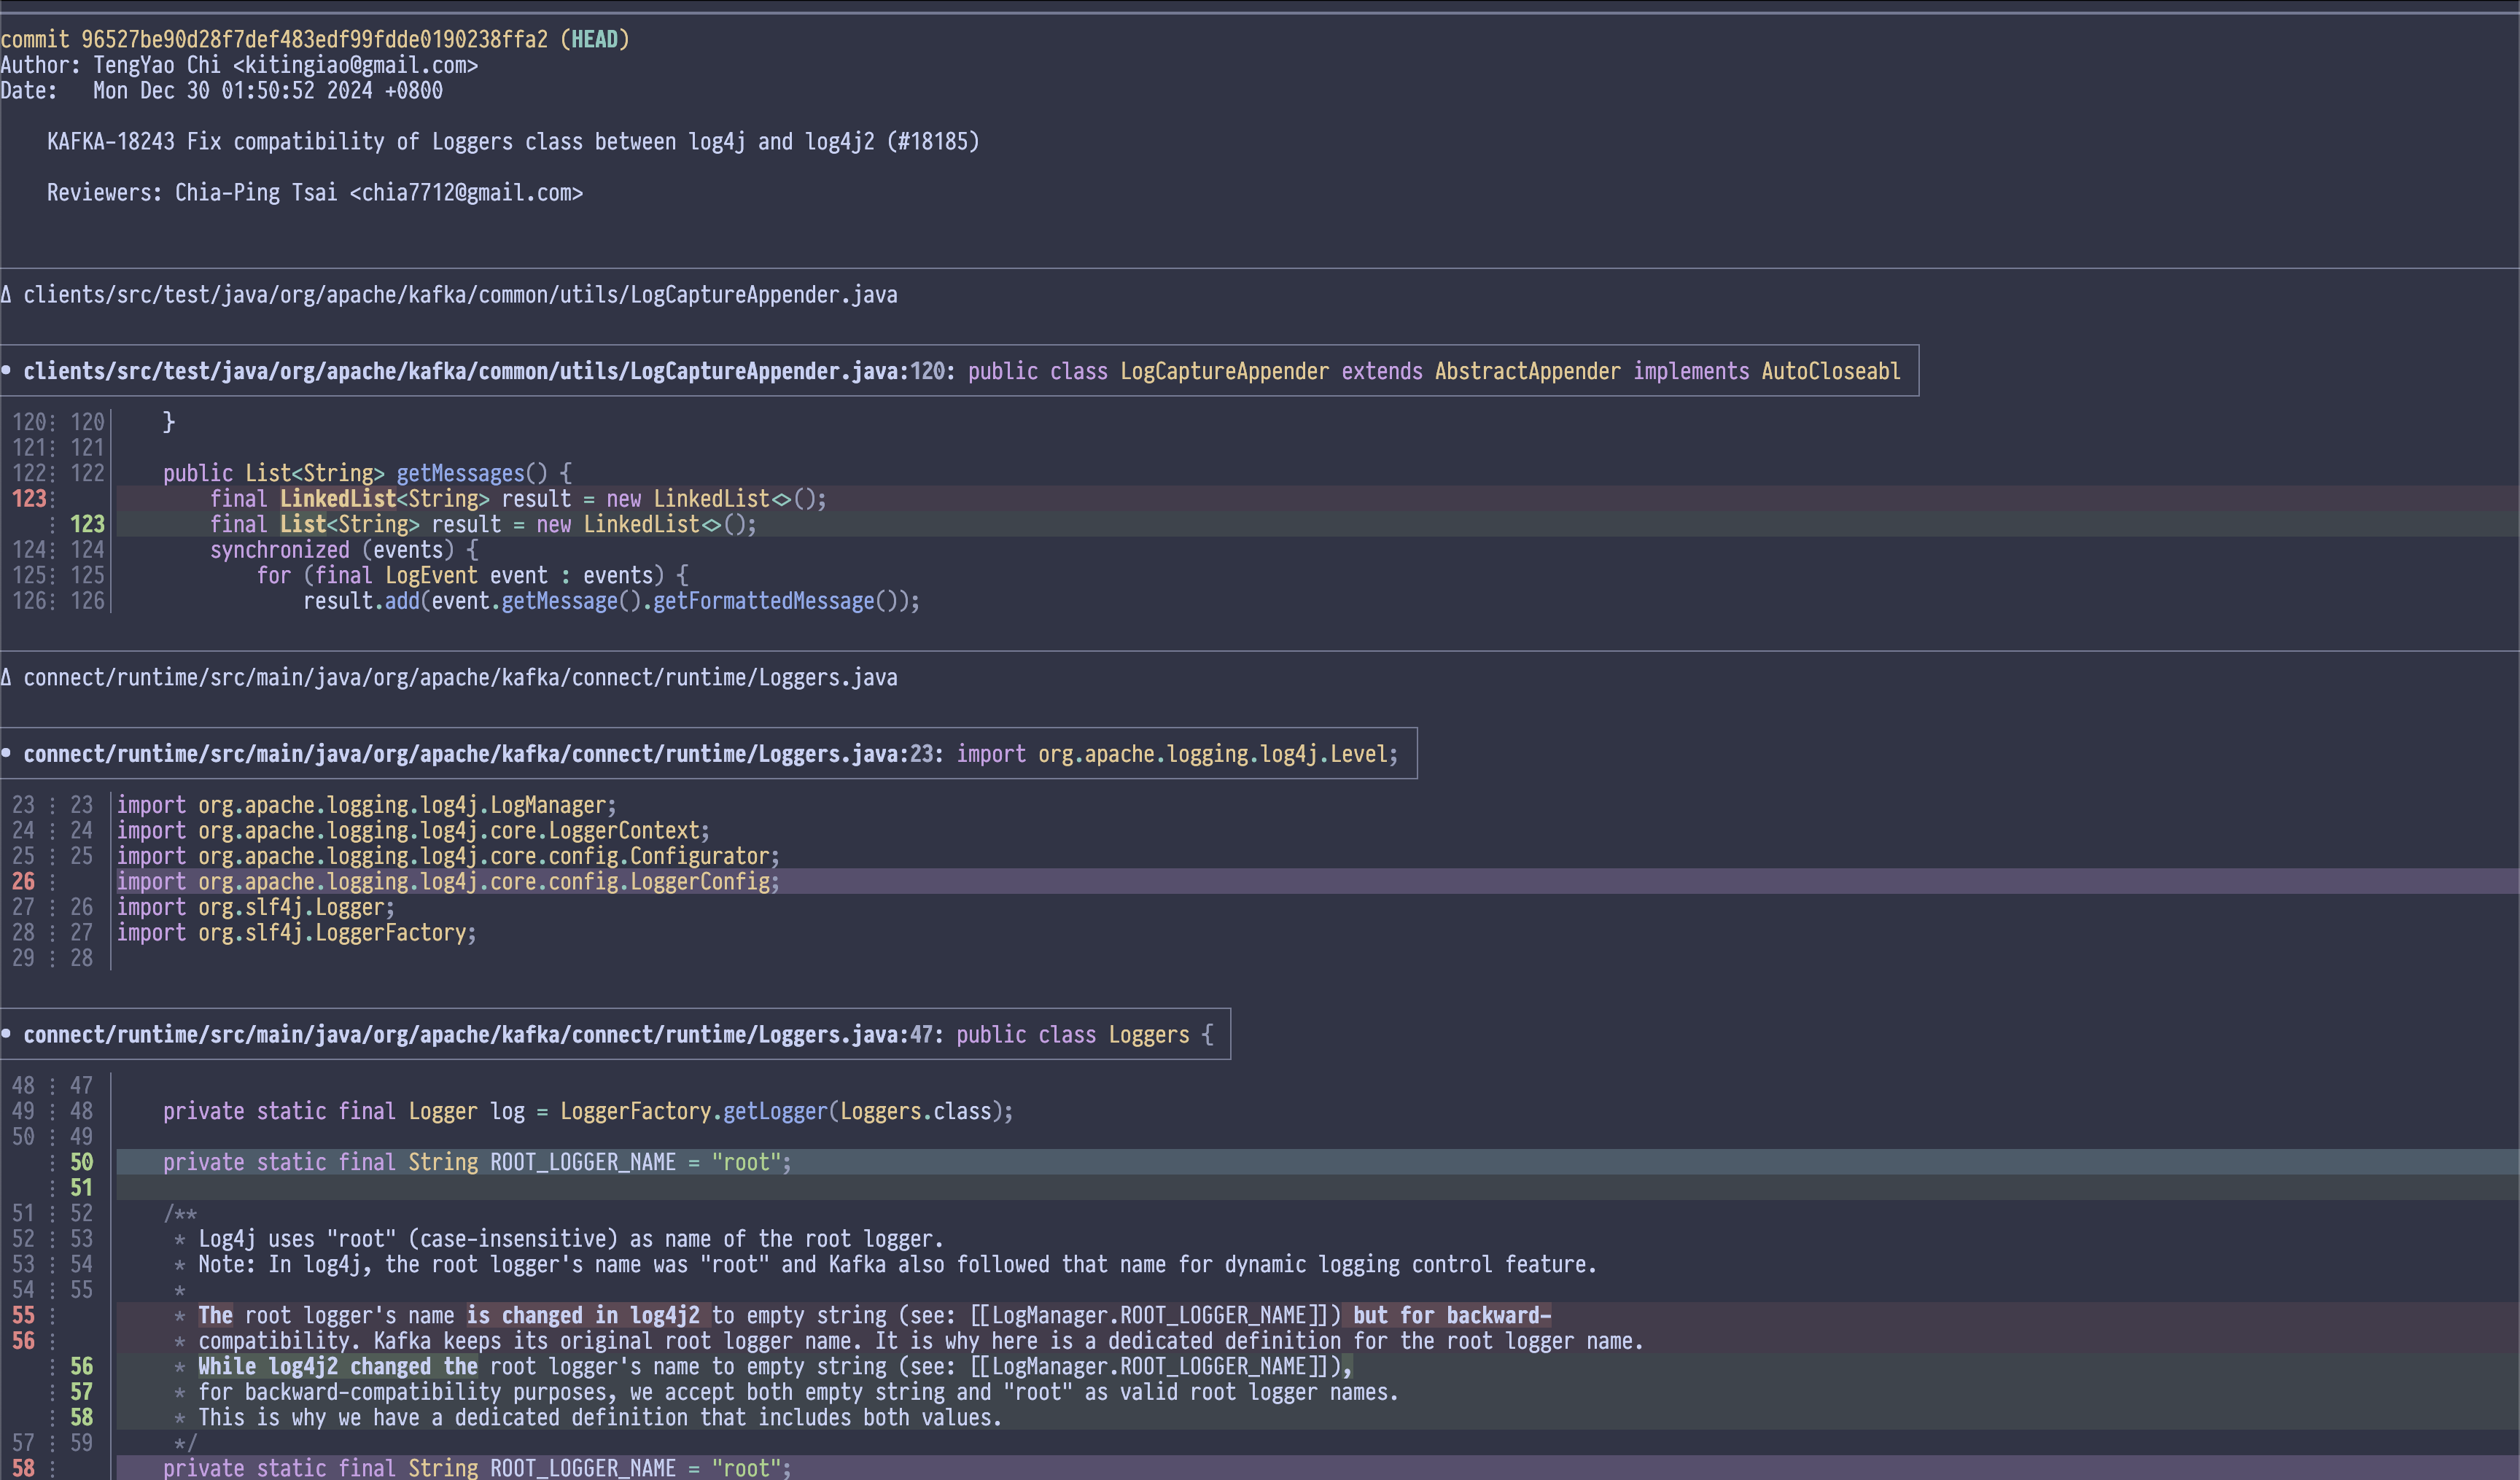 commit 96527be90d28f7def483edf99fdde0190238ffa2 (HEAD)
Author: TengYao Chi <kitingiao@gmail.com>
Date:   Mon Dec 30 01:50:52 2024 +0800
    KAFKA-18243 Fix compatibility of Loggers class between log4j and log4j2 (#18185)
    Reviewers: Chia-Ping Tsai <chia7712@gmail.com>
Δ clients/src/test/java/org/apache/kafka/common/utils/LogCaptureAppender.java
• clients/src/test/java/org/apache/kafka/common/utils/LogCaptureAppender.java:120: public class LogCaptureAppender extends AbstractAppender implements AutoCloseabl
120⋮ 120    }
121⋮ 121
122⋮ 122    public List<String> getMessages() {
123⋮            final LinkedList<String> result = new LinkedList<>();
   ⋮ 123        final List<String> result = new LinkedList<>();
124⋮ 124        synchronized (events) {
125⋮ 125            for (final LogEvent event : events) {
126⋮ 126                result.add(event.getMessage().getFormattedMessage());
Δ connect/runtime/src/main/java/org/apache/kafka/connect/runtime/Loggers.java
• connect/runtime/src/main/java/org/apache/kafka/connect/runtime/Loggers.java:23: import org.apache.logging.log4j.Level;
23 ⋮ 23 import org.apache.logging.log4j.LogManager;
24 ⋮ 24 import org.apache.logging.log4j.core.LoggerContext;
25 ⋮ 25 import org.apache.logging.log4j.core.config.Configurator;
26 ⋮    import org.apache.logging.log4j.core.config.LoggerConfig;
27 ⋮ 26 import org.slf4j.Logger;
28 ⋮ 27 import org.slf4j.LoggerFactory;
29 ⋮ 28
• connect/runtime/src/main/java/org/apache/kafka/connect/runtime/Loggers.java:47: public class Loggers {
48 ⋮ 47
49 ⋮ 48     private static final Logger log = LoggerFactory.getLogger(Loggers.class);
50 ⋮ 49
   ⋮ 50     private static final String ROOT_LOGGER_NAME = "root";
   ⋮ 51
51 ⋮ 52     /**
52 ⋮ 53      * Log4j uses "root" (case-insensitive) as name of the root logger.
53 ⋮ 54      * Note: In log4j, the root logger's name was "root" and Kafka also followed that name for dynamic logging control feature.
54 ⋮ 55      *
55 ⋮         * The root logger's name is changed in log4j2 to empty string (see: [[LogManager.ROOT_LOGGER_NAME]]) but for backward-
56 ⋮         * compatibility. Kafka keeps its original root logger name. It is why here is a dedicated definition for the root logger name.
   ⋮ 56      * While log4j2 changed the root logger's name to empty string (see: [[LogManager.ROOT_LOGGER_NAME]]),
   ⋮ 57      * for backward-compatibility purposes, we accept both empty string and "root" as valid root logger names.
   ⋮ 58      * This is why we have a dedicated definition that includes both values.
57 ⋮ 59      */
58 ⋮        private static final String ROOT_LOGGER_NAME = "root";